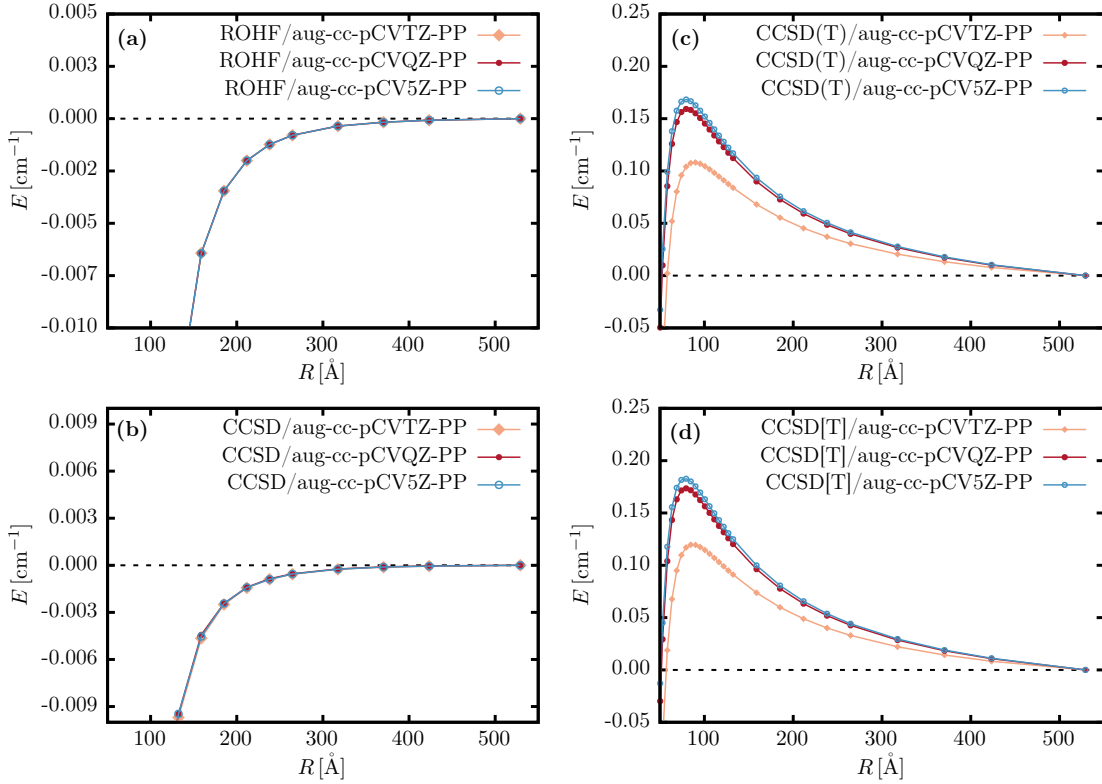 (a)
ROHF/aug-cc-pCVTZ-PP
ROHF/aug-cc-pCVQZ-PP
ROHF/aug-cc-pCV5Z-PP
0.005
0.003
0.000
-0.002
-0.005
-0.007
-0.010
E [cm⁻¹]
100 200 300 400 500
R [Å]
(c)
CCSD(T)/aug-cc-pCVTZ-PP
CCSD(T)/aug-cc-pCVQZ-PP
CCSD(T)/aug-cc-pCV5Z-PP
0.25
0.20
0.15
0.10
0.05
0.00
-0.05
E [cm⁻¹]
100 200 300 400 500
R [Å]
(b)
CCSD/aug-cc-pCVTZ-PP
CCSD/aug-cc-pCVQZ-PP
CCSD/aug-cc-pCV5Z-PP
0.009
0.006
0.003
0.000
-0.003
-0.006
-0.009
E [cm⁻¹]
100 200 300 400 500
R [Å]
(d)
CCSD[T]/aug-cc-pCVTZ-PP
CCSD[T]/aug-cc-pCVQZ-PP
CCSD[T]/aug-cc-pCV5Z-PP
0.25
0.20
0.15
0.10
0.05
0.00
-0.05
E [cm⁻¹]
100 200 300 400 500
R [Å]